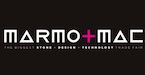 MARMO+MAC
THE BIGGEST STONE + DESIGN + TECHNOLOGY TRADE FAIR